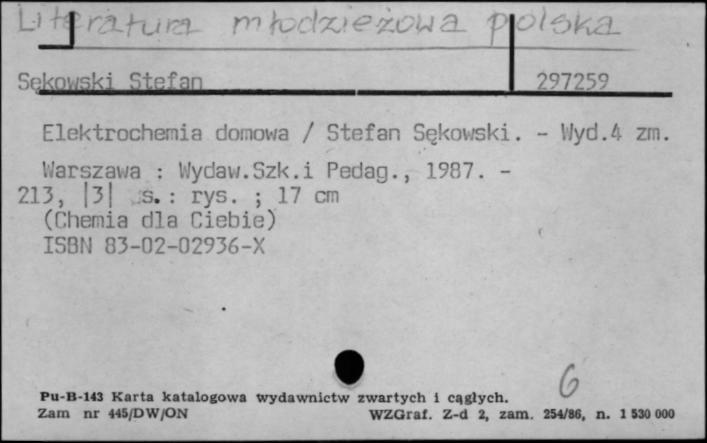 Literatura młodzieżowa polska
Sękowski Stefan 297259
Elektrochemia domowa / Stefan Sękowski. - Wyd.4 zm.
Warszawa : Wydaw.Szk.i Pedag., 1987. -
213, |3| s. : rys. ; 17 cm
(Chemia dla Ciebie)
ISBN 83-02-02936-X
6
Pu-B-143 Karta katalogowa wydawnictw zwartych i cągłych.
Zam nr 445/DW/ON WZGraf. Z-d 2, zam. 254/86, n. 1 530 000